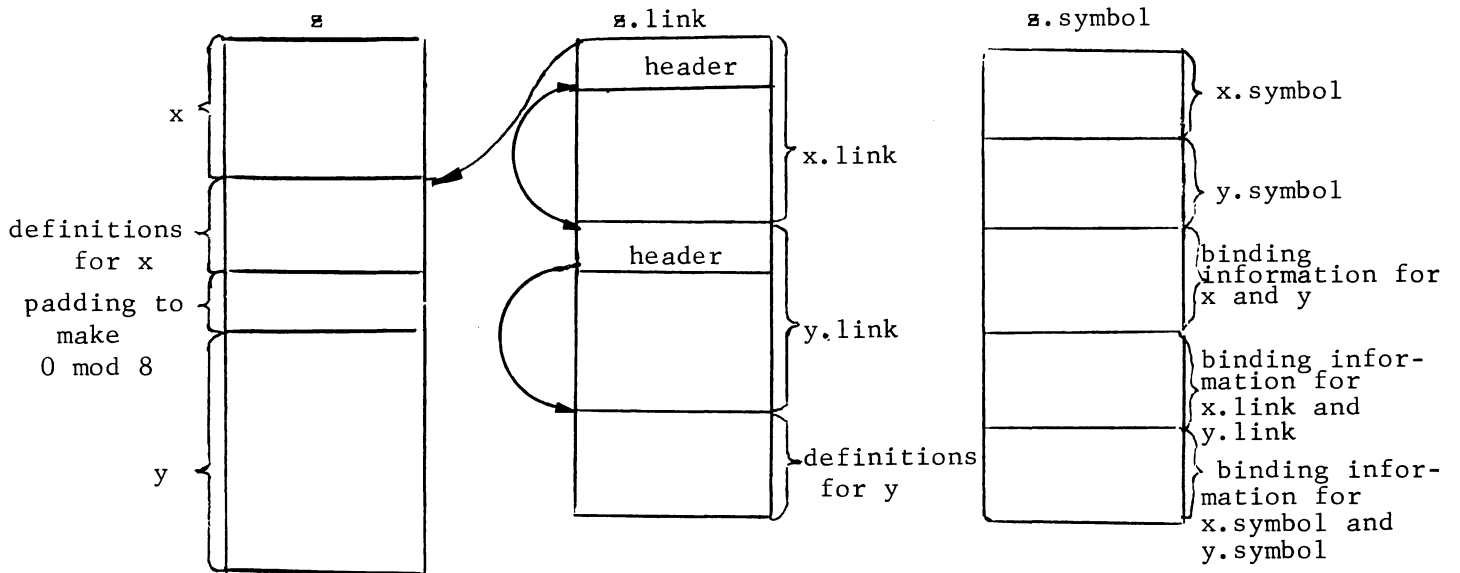 z
x
definitions
for x
padding to
make
0 mod 8
y
z.link
header
x.link
header
y.link
definitions
for y
z.symbol
x.symbol
y.symbol
binding
information for
x and y
binding infor-
mation for
x.link and
y.link
binding infor-
mation for
x.symbol and
y.symbol